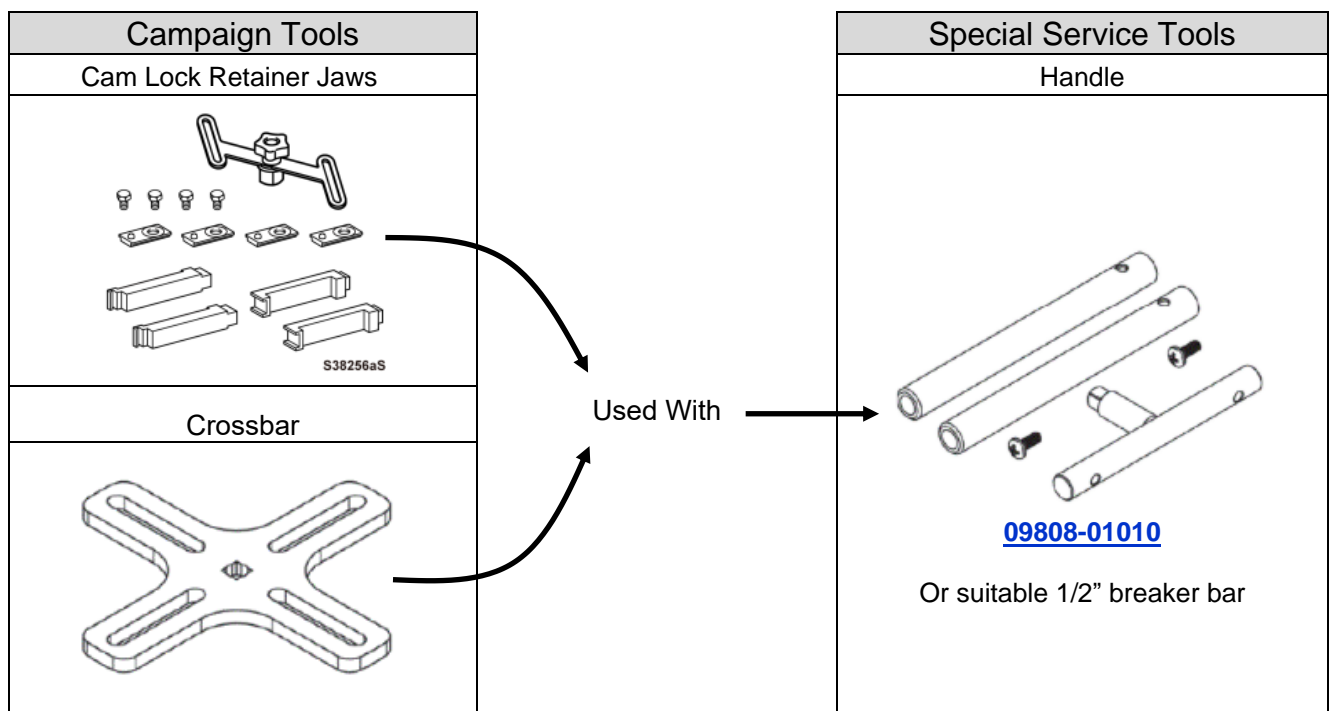 Campaign Tools
Cam Lock Retainer Jaws
S38256aS
Crossbar
Used With
Special Service Tools
Handle
09808-01010
Or suitable 1/2” breaker bar